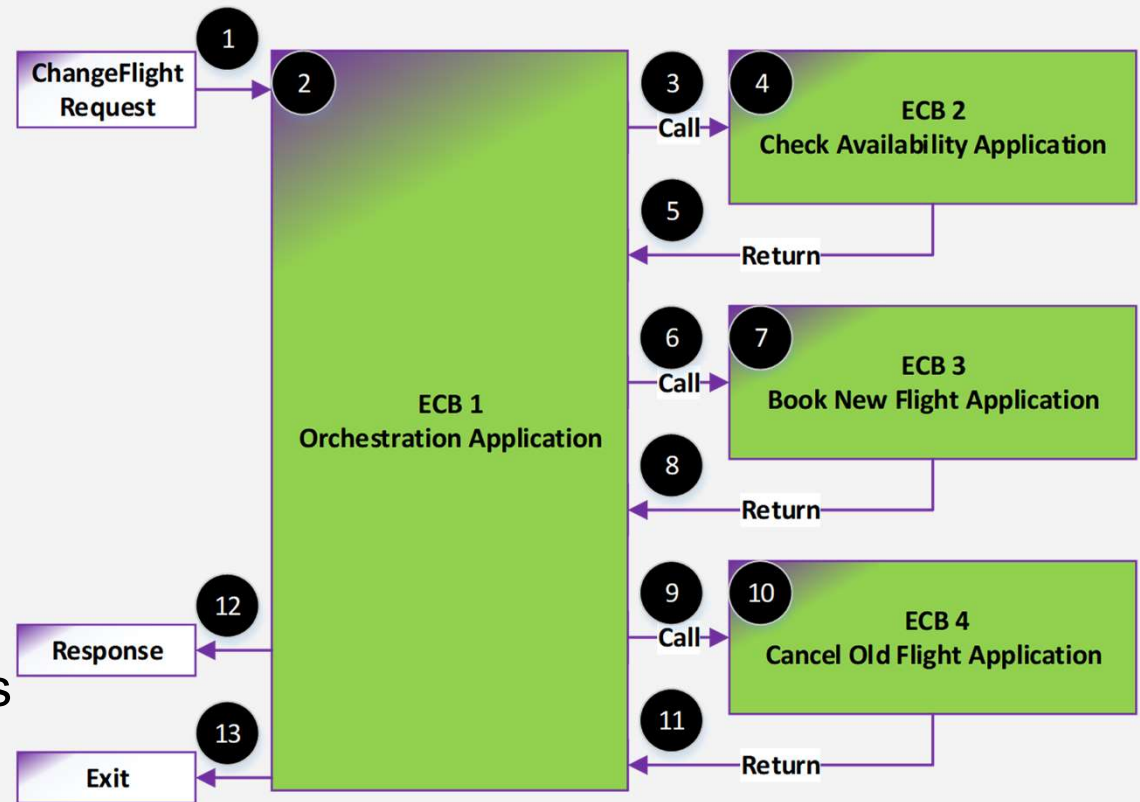 1
ChangeFlight
Request
2
3
Call
4
ECB 2
Check Availability Application
5
Return
6
Call
7
ECB 3
Book New Flight Application
ECB 1
Orchestration Application
8
Return
9
Call
10
ECB 4
Cancel Old Flight Application
11
Return
12
Response
s
13
Exit